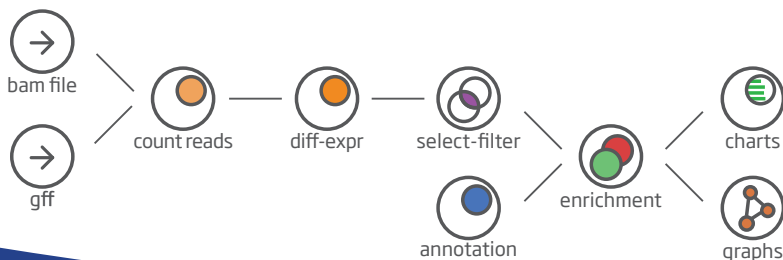 bam file
gff
count reads
diff-expr
select-filter
annotation
enrichment
charts
graphs